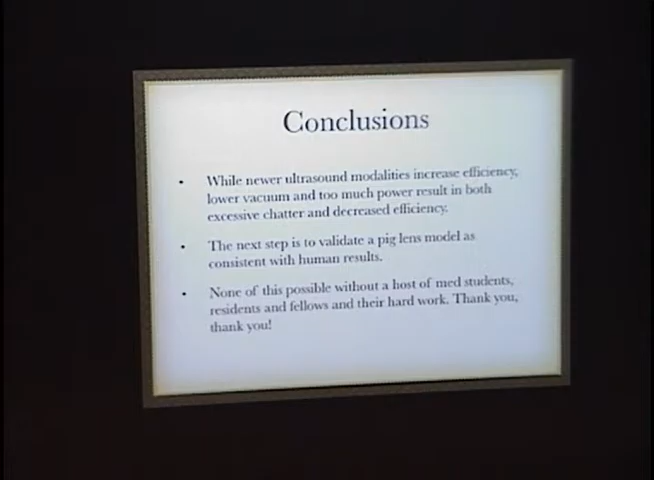 Conclusions
• While newer ultrasound modalities increase efficiency,
lower vacuum and too much power result in both
excessive chatter and decreased efficiency.
• The next step is to validate a pig lens model as
consistent with human results.
• None of this possible without a host of med students,
residents and fellows and their hard work. Thank you,
thank you!